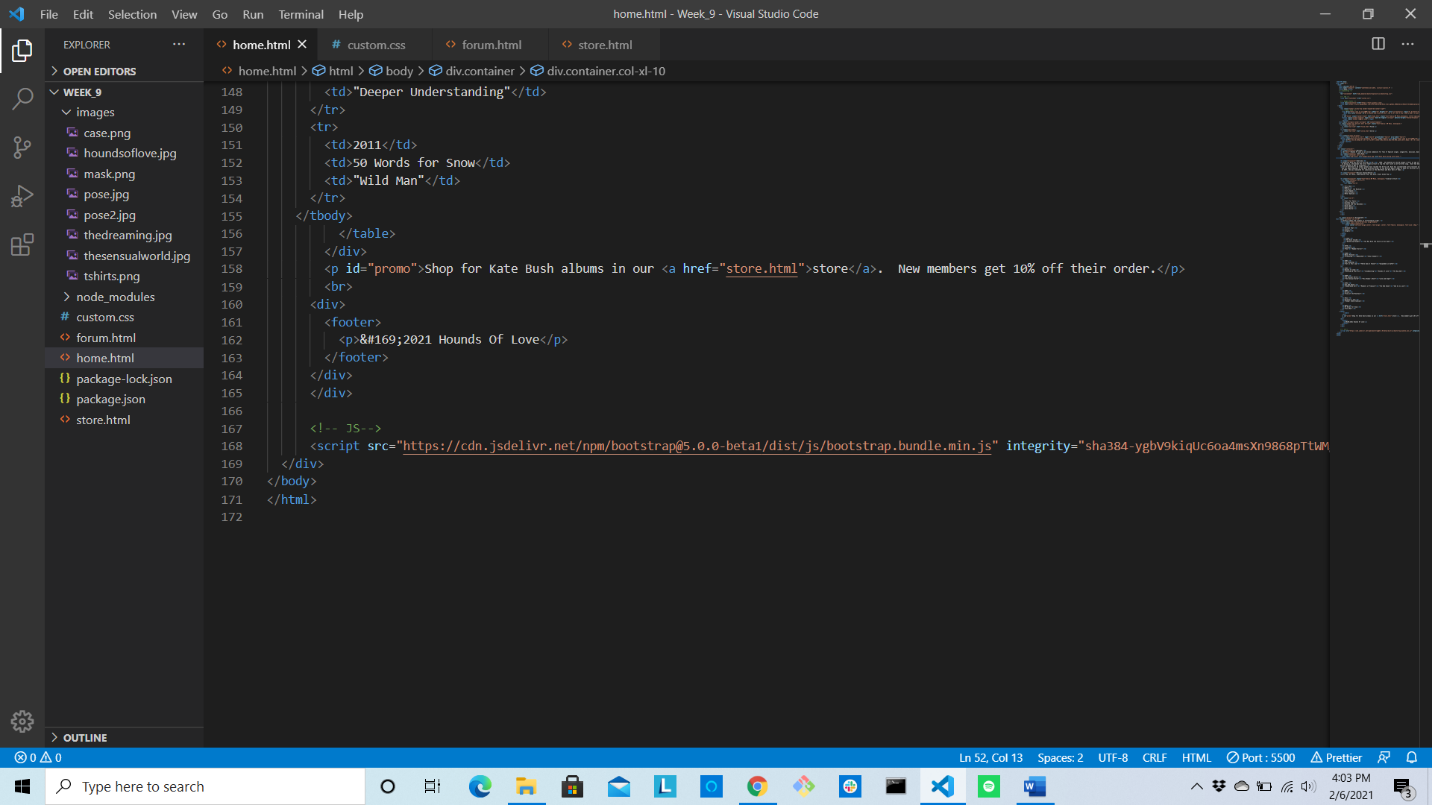 File Edit Selection View Go Run Terminal Help home.html - Week_9 - Visual Studio Code
EXPLORER
OPEN EDITORS
WEEK_9
images
case.png
houndsoflove.jpg
mask.png
pose.jpg
pose2.jpg
thedreaming.jpg
thesensualworld.jpg
tshirts.png
node_modules
# custom.css
<> forum.html
<> home.html
{} package-lock.json
{} package.json
<> store.html
OUTLINE
<> home.html # custom.css <> forum.html <> store.html
<> home.html > html > body > div.container > div.container.col-xl-10
148 <td>"Deeper Understanding"</td>
149 </tr>
150 <tr>
151 <td>2011</td>
152 <td>50 Words for Snow</td>
153 <td>"Wild Man"</td>
154 </tr>
155 </tbody>
156 </table>
157 </div>
158 <p id="promo">Shop for Kate Bush albums in our <a href="store.html">store</a>.  New members get 10% off their order.</p>
159 <br>
160 <div>
161 <footer>
162 <p>&#169;2021 Hounds Of Love</p>
163 </footer>
164 </div>
165 </div>
166
167 <!-- JS-->
168 <script src="https://cdn.jsdelivr.net/npm/bootstrap@5.0.0-beta1/dist/js/bootstrap.bundle.min.js" integrity="sha384-ygbV9kiqUc6oa4msXn9868pTtWM
169 </div>
170 </body>
171 </html>
172
0 0 Ln 52, Col 13 Spaces: 2 UTF-8 CRLF HTML Port : 5500 Prettier
Type here to search
4:03 PM
2/6/2021
3